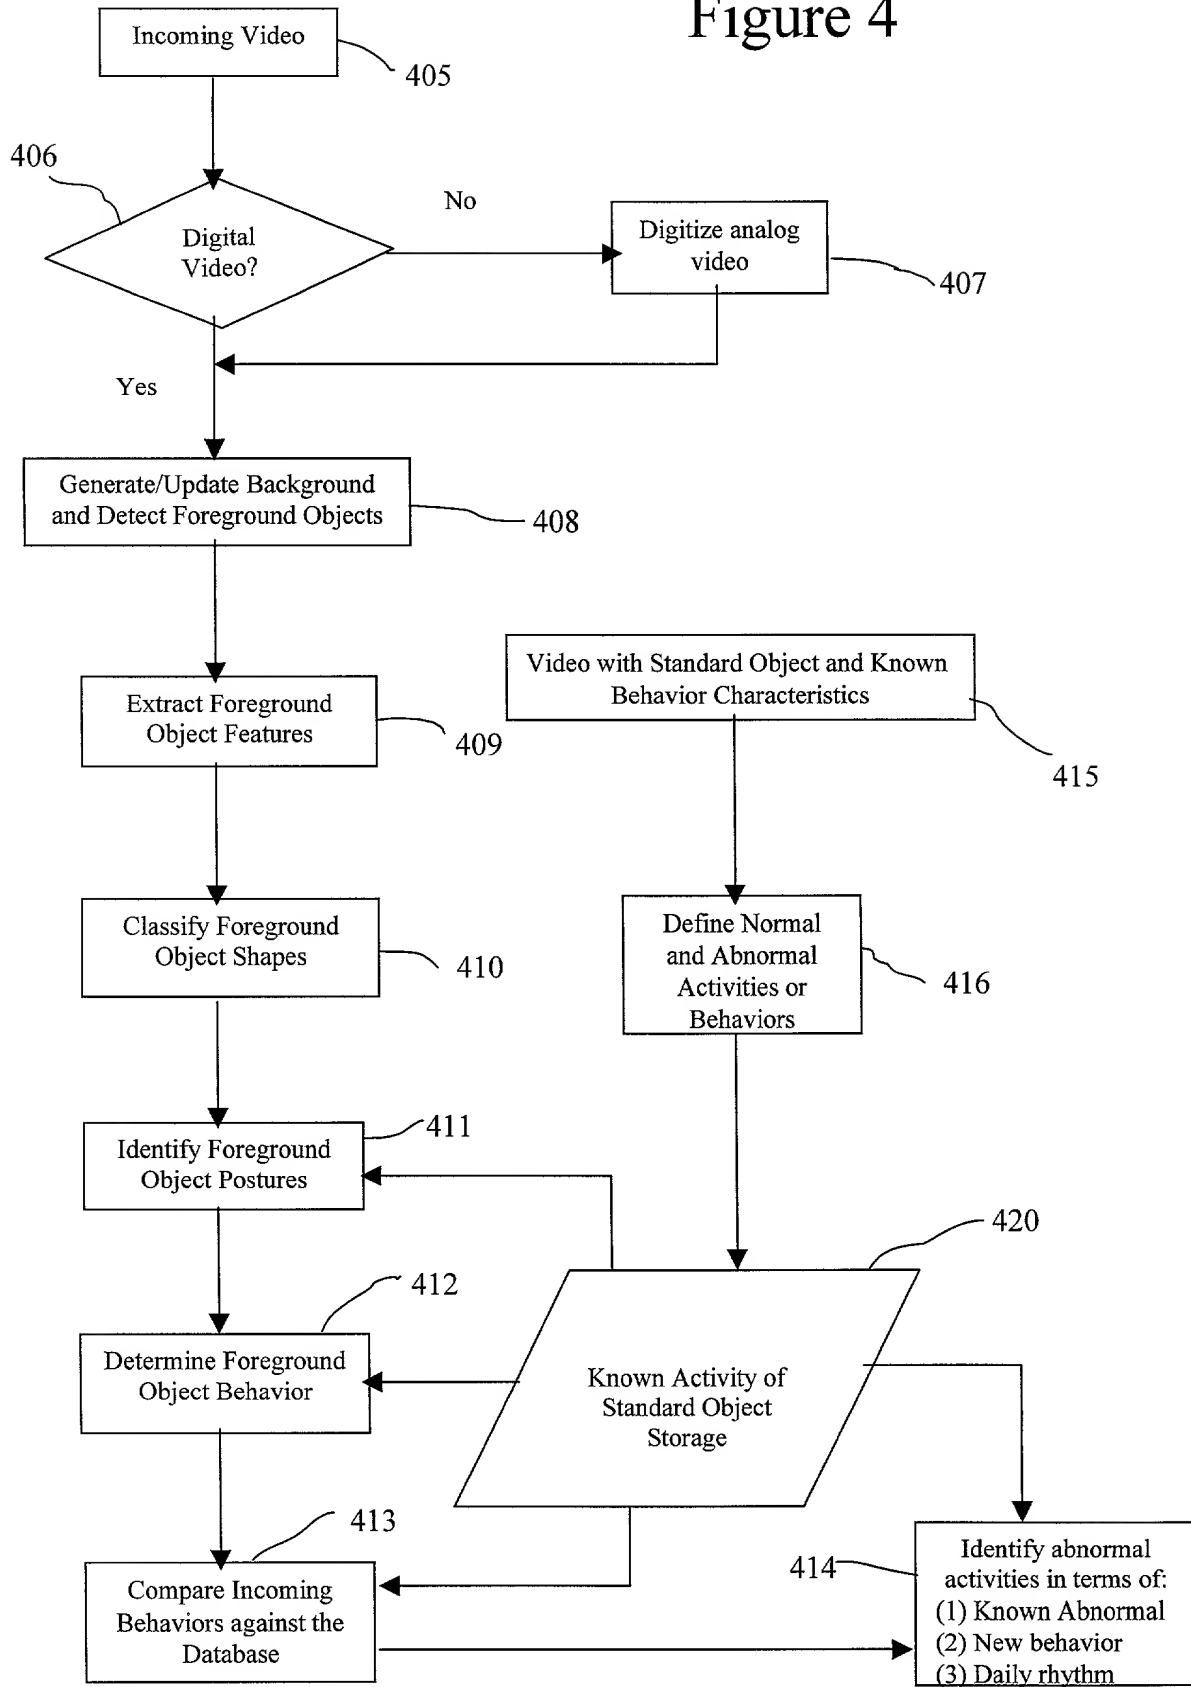 Figure 4
Incoming Video
405
406
Digital
Video?
No
Digitize analog
video
407
Yes
Generate/Update Background
and Detect Foreground Objects
408
Video with Standard Object and Known
Behavior Characteristics
415
Extract Foreground
Object Features
409
Classify Foreground
Object Shapes
410
Define Normal
and Abnormal
Activities or
Behaviors
416
Identify Foreground
Object Postures
411
420
412
Determine Foreground
Object Behavior
Known Activity of
Standard Object
Storage
413
Compare Incoming
Behaviors against the
Database
414
Identify abnormal
activities in terms of:
(1) Known Abnormal
(2) New behavior
(3) Daily rhythm